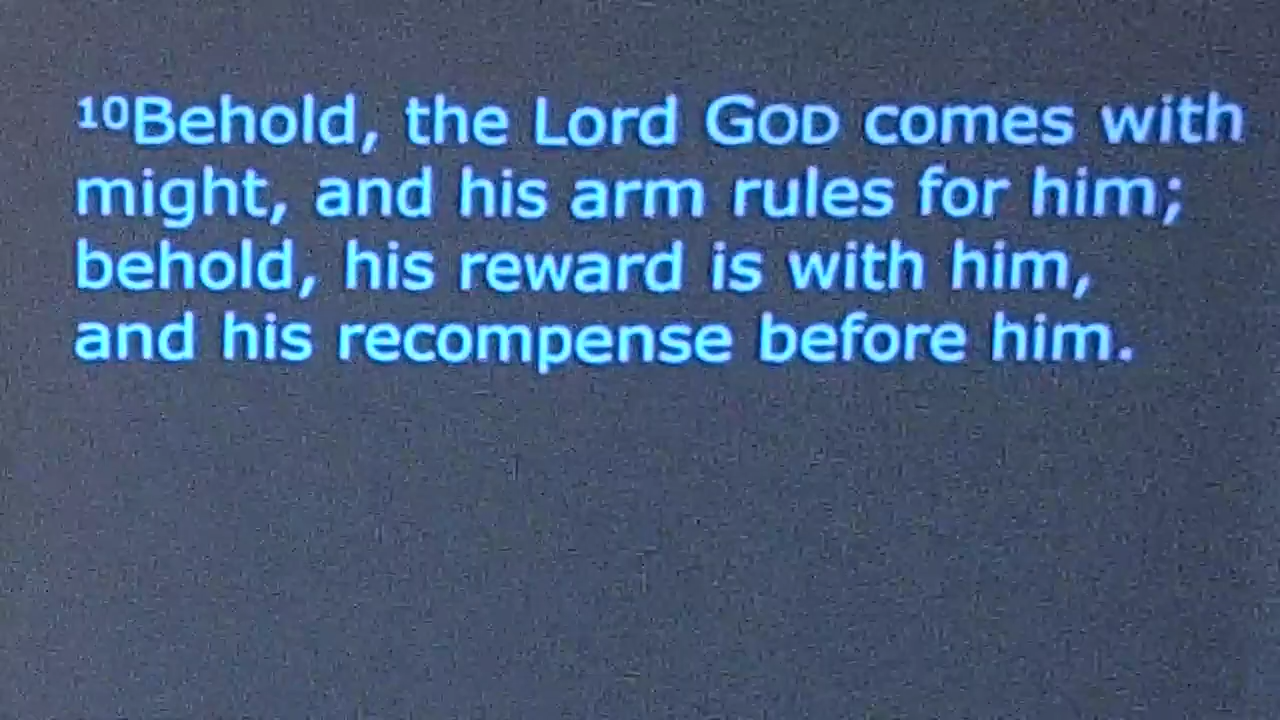 10Behold, the Lord GOD comes with
might, and his arm rules for him;
behold, his reward is with him,
and his recompense before him.